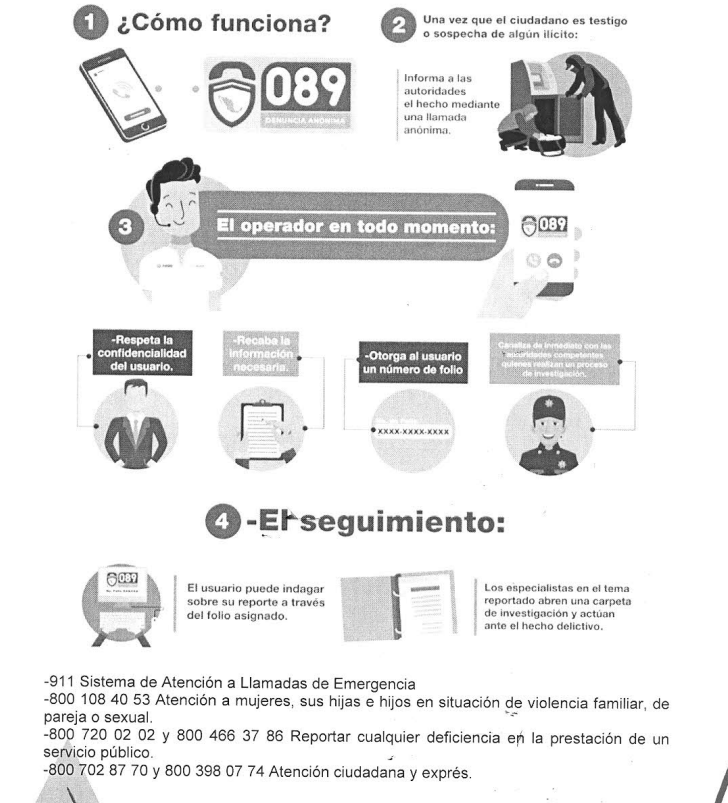 1 ¿Cómo funciona?
089
DENUNCIA ANÓNIMA
2 Una vez que el ciudadano es testigo
o sospecha de algún ilícito:
Informa a las
autoridades
el hecho mediante
una llamada
anónima.
3 El operador en todo momento:
089
-Respeta la
confidencialidad
del usuario.
-Recaba la
información
necesaria.
-Otorga al usuario
un número de folio
XXXX-XXXX-XXXX
Canaliza de inmediato con las
autoridades competentes
quienes realizan un proceso
de investigación.
4 -El seguimiento:
089
El usuario puede indagar
sobre su reporte a través
del folio asignado.
Los especialistas en el tema
reportado abren una carpeta
de investigación y actúan
ante el hecho delictivo.
-911 Sistema de Atención a Llamadas de Emergencia
-800 108 40 53 Atención a mujeres, sus hijas e hijos en situación de violencia familiar, de
pareja o sexual.
-800 720 02 02 y 800 466 37 86 Reportar cualquier deficiencia en la prestación de un
servicio público.
-800 702 87 70 y 800 398 07 74 Atención ciudadana y exprés.